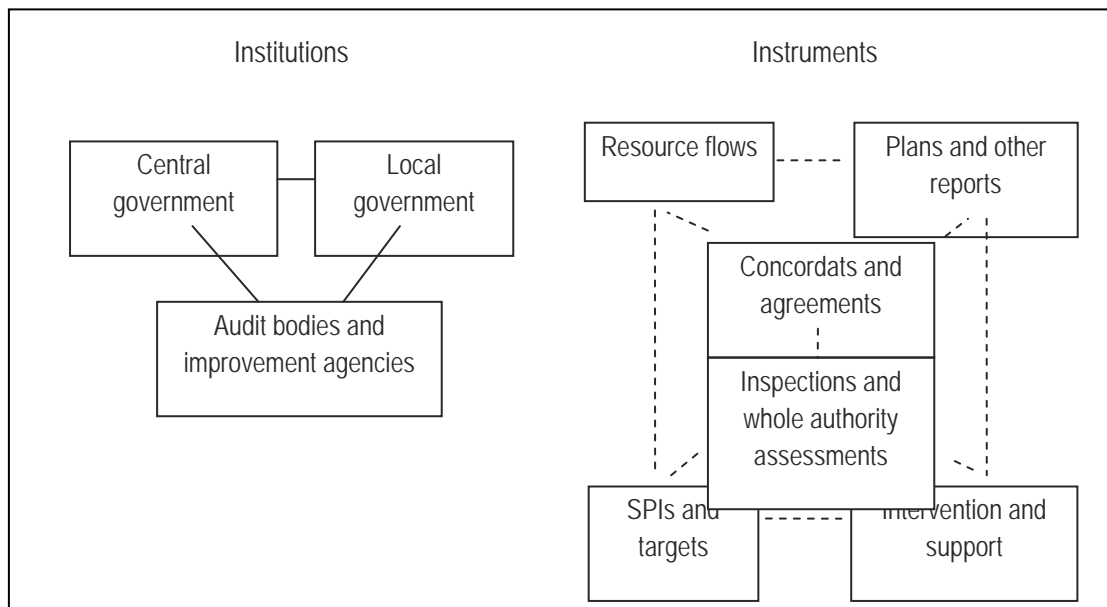 Institutions
Instruments
Central
government
Local
government
Audit bodies and
improvement agencies
Resource flows
Plans and other
reports
Concordats and
agreements
Inspections and
whole authority
assessments
SPIs and
targets
Intervention and
support